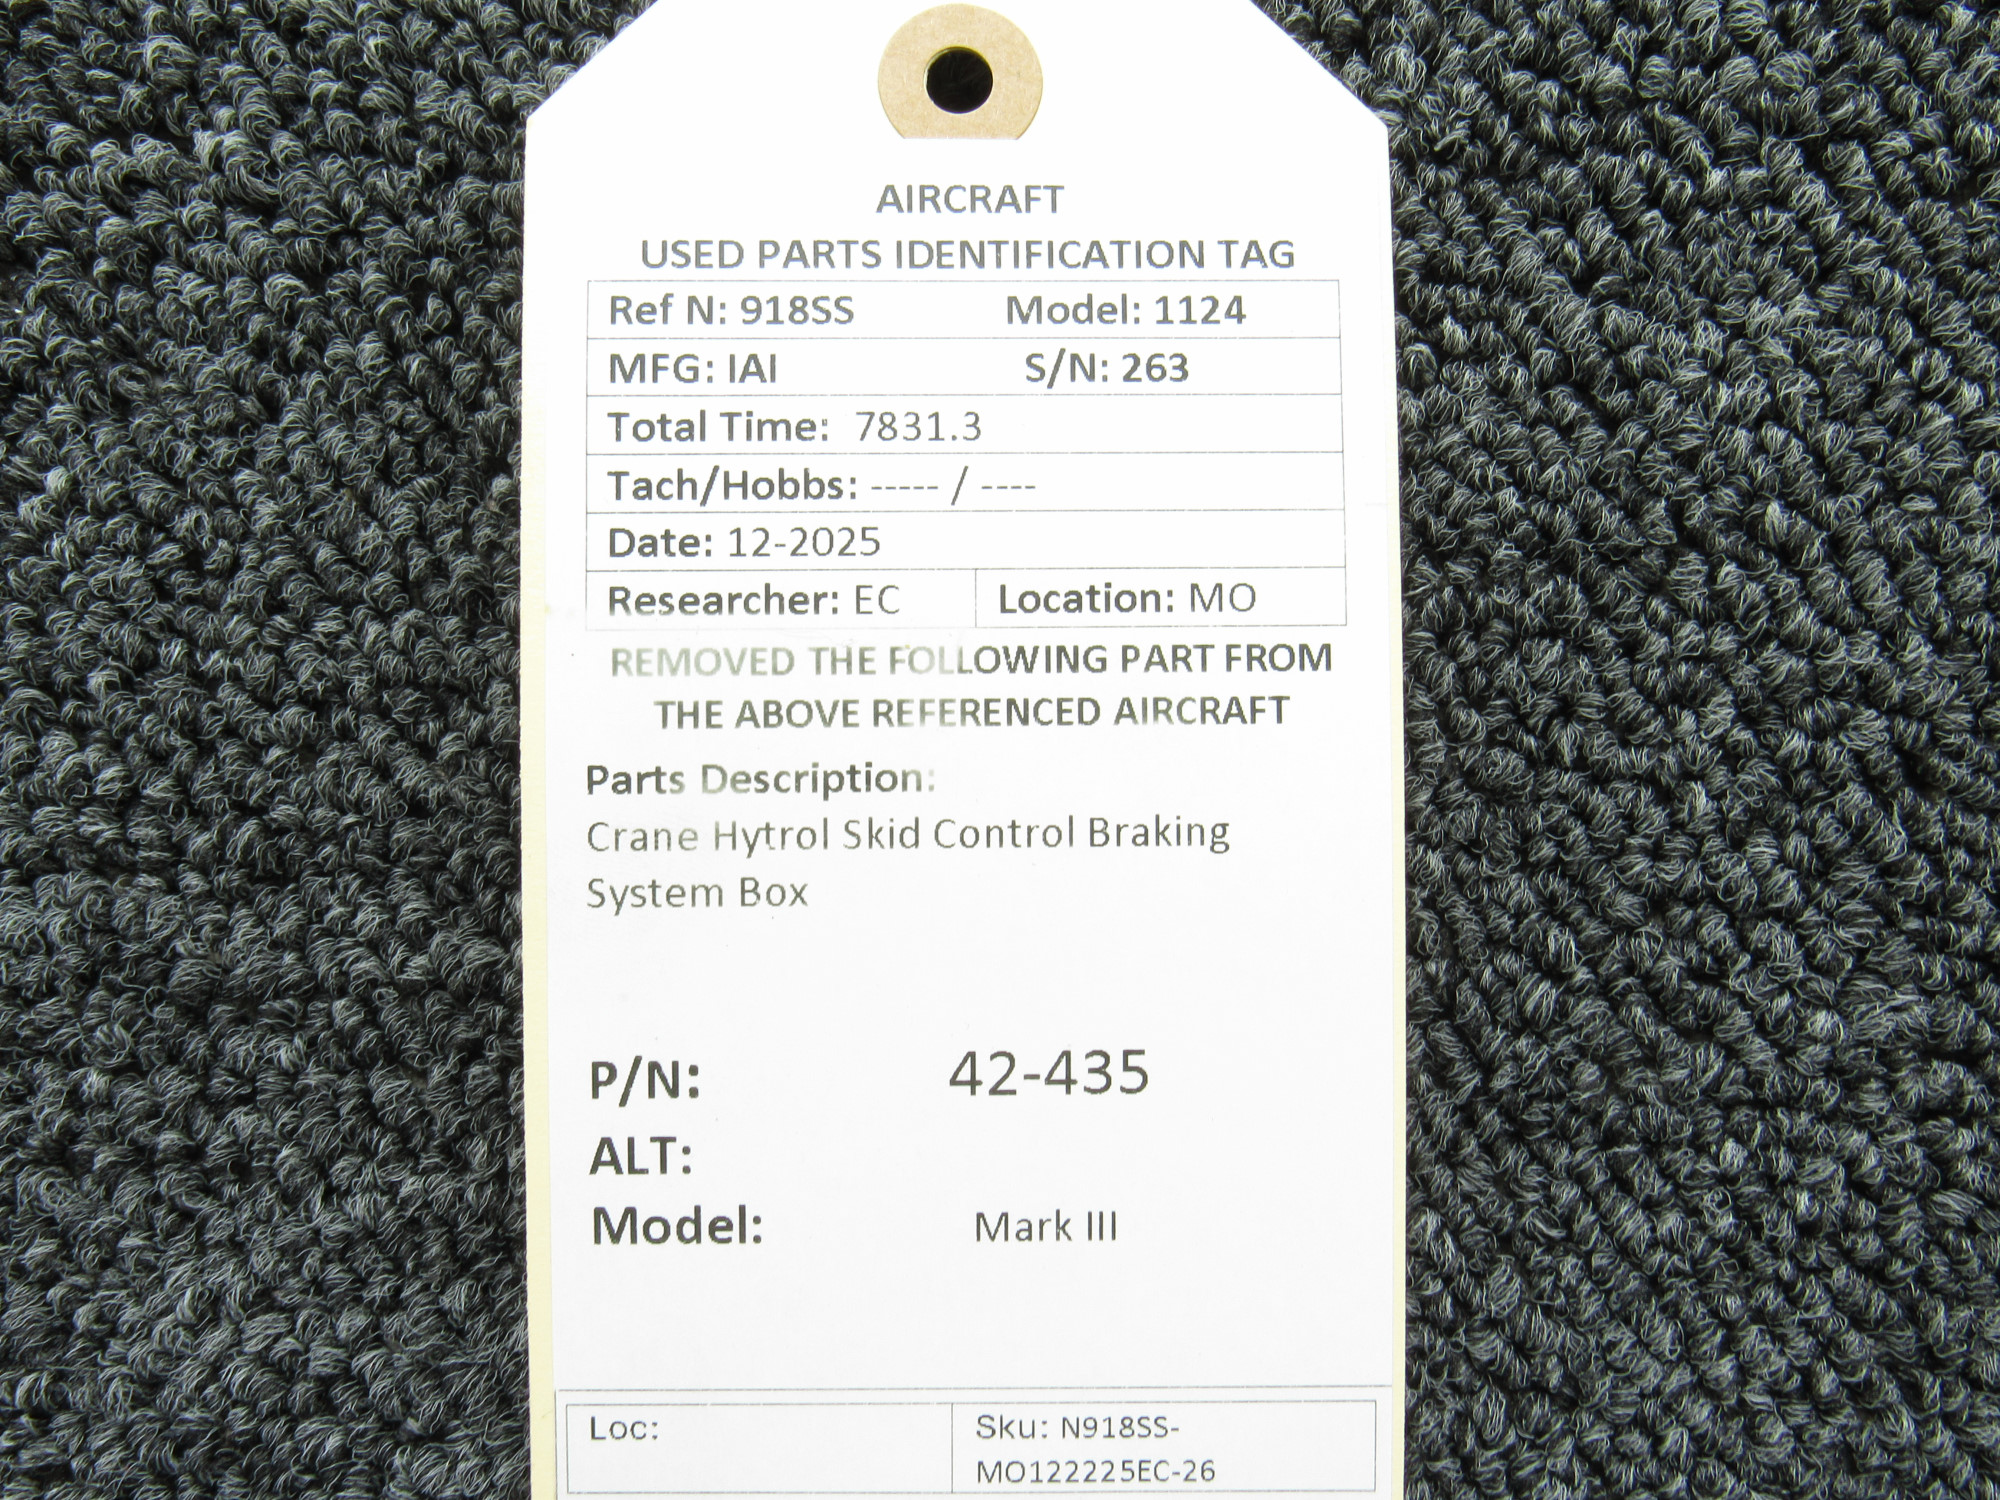 AIRCRAFT
USED PARTS IDENTIFICATION TAG
Ref N: 918SS Model: 1124
MFG: IAI S/N: 263
Total Time: 7831.3
Tach/Hobbs: ----- / ----
Date: 12-2025
Researcher: EC Location: MO
REMOVED THE FOLLOWING PART FROM
THE ABOVE REFERENCED AIRCRAFT
Parts Description:
Crane Hytrol Skid Control Braking
System Box
P/N: 42-435
ALT:
Model: Mark III
Loc: Sku: N918SS-
MO122225EC-26